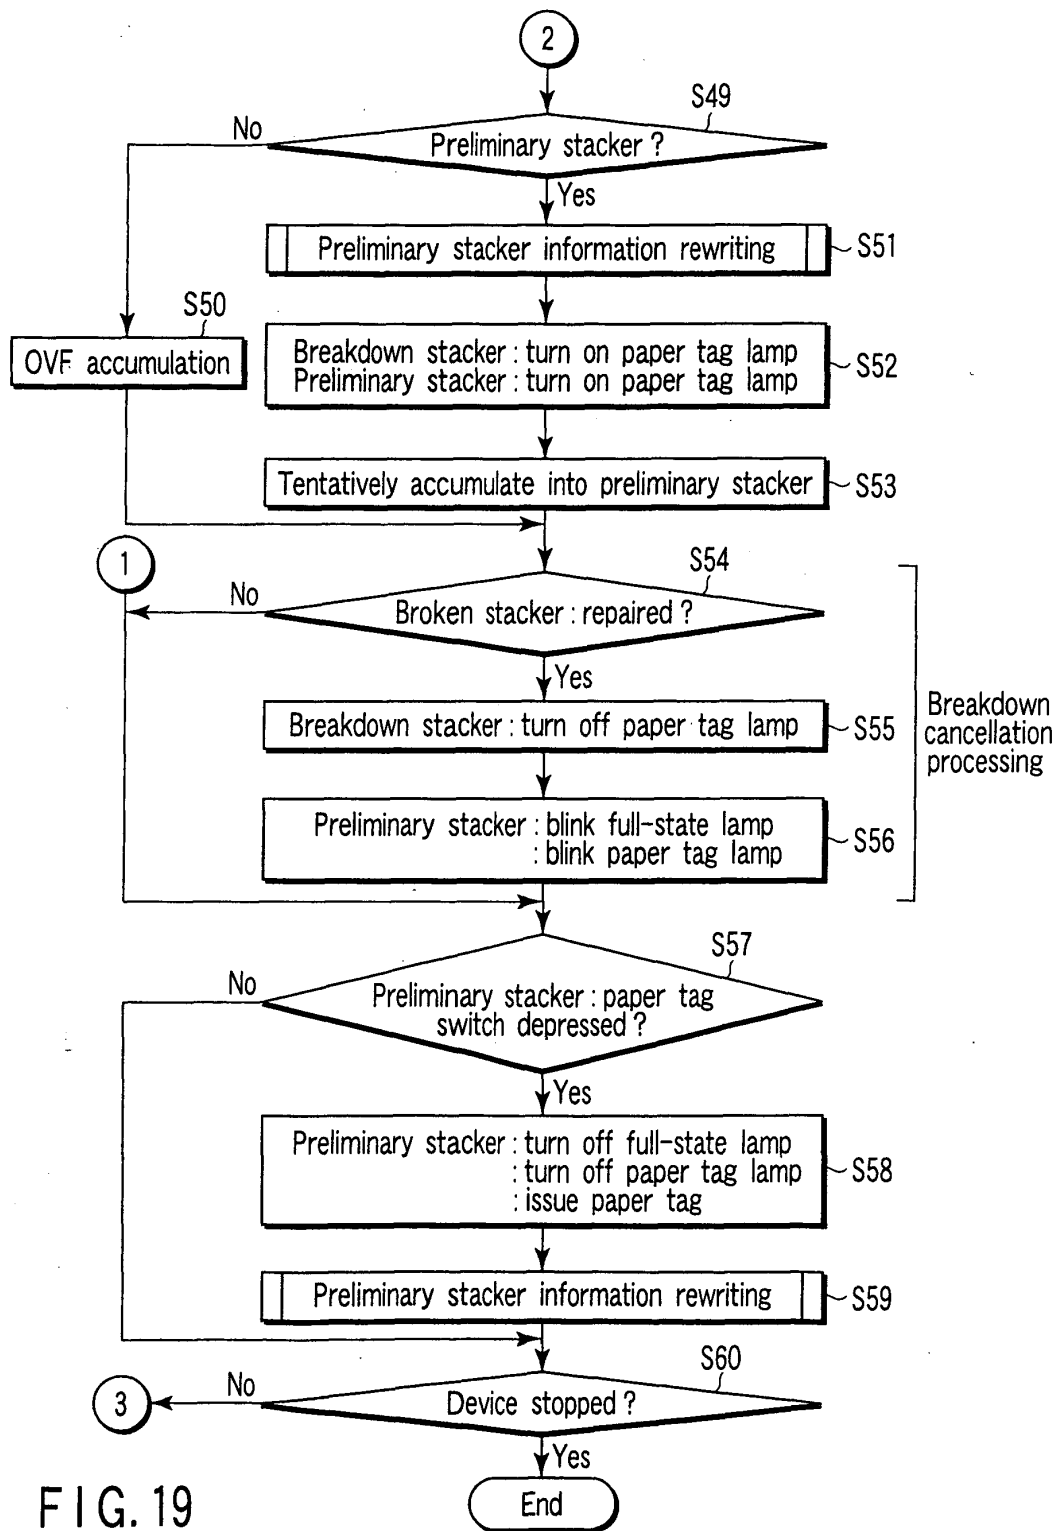 2
S49
No
Preliminary stacker ?
Yes
Preliminary stacker information rewriting
S51
S50
OVF accumulation
Breakdown stacker : turn on paper tag lamp
Preliminary stacker : turn on paper tag lamp
S52
Tentatively accumulate into preliminary stacker
S53
1
S54
No
Broken stacker : repaired ?
Yes
Breakdown stacker : turn off paper tag lamp
S55
Breakdown
cancellation
processing
Preliminary stacker : blink full-state lamp
: blink paper tag lamp
S56
S57
No
Preliminary stacker : paper tag
switch depressed ?
Yes
Preliminary stacker : turn off full-state lamp
: turn off paper tag lamp
: issue paper tag
S58
Preliminary stacker information rewriting
S59
S60
3
No
Device stopped ?
Yes
End
FIG. 19